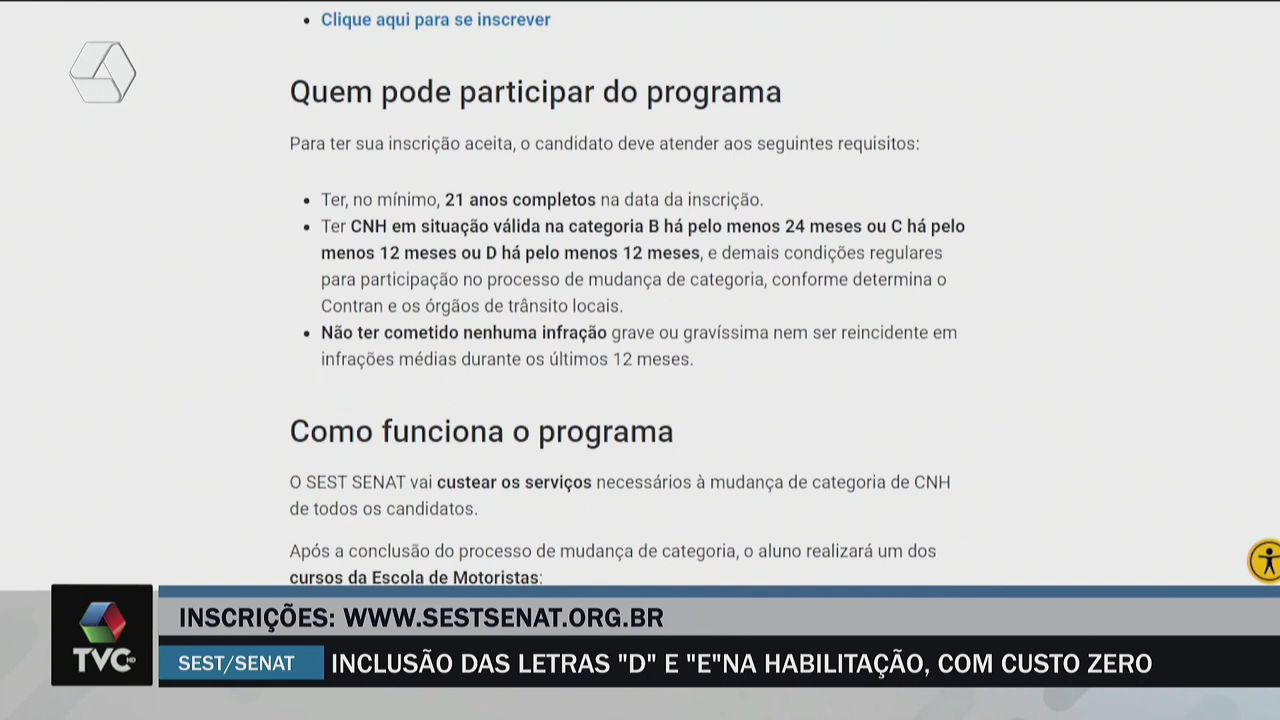 Clique aqui para se inscrever
Quem pode participar do programa
Para ter sua inscrição aceita, o candidato deve atender aos seguintes requisitos:
Ter, no mínimo, 21 anos completos na data da inscrição.
Ter CNH em situação válida na categoria B há pelo menos 24 meses ou C há pelo
menos 12 meses ou D há pelo menos 12 meses, e demais condições regulares
para participação no processo de mudança de categoria, conforme determina o
Contran e os órgãos de trânsito locais.
Não ter cometido nenhuma infração grave ou gravíssima nem ser reincidente em
infrações médias durante os últimos 12 meses.
Como funciona o programa
O SEST SENAT vai custear os serviços necessários à mudança de categoria de CNH
de todos os candidatos.
Após a conclusão do processo de mudança de categoria, o aluno realizará um dos
cursos da Escola de Motoristas:
INSCRIÇÕES: WWW.SESTSENAT.ORG.BR
TVC HD
SEST/SENAT
INCLUSÃO DAS LETRAS "D" E "E"NA HABILITAÇÃO, COM CUSTO ZERO